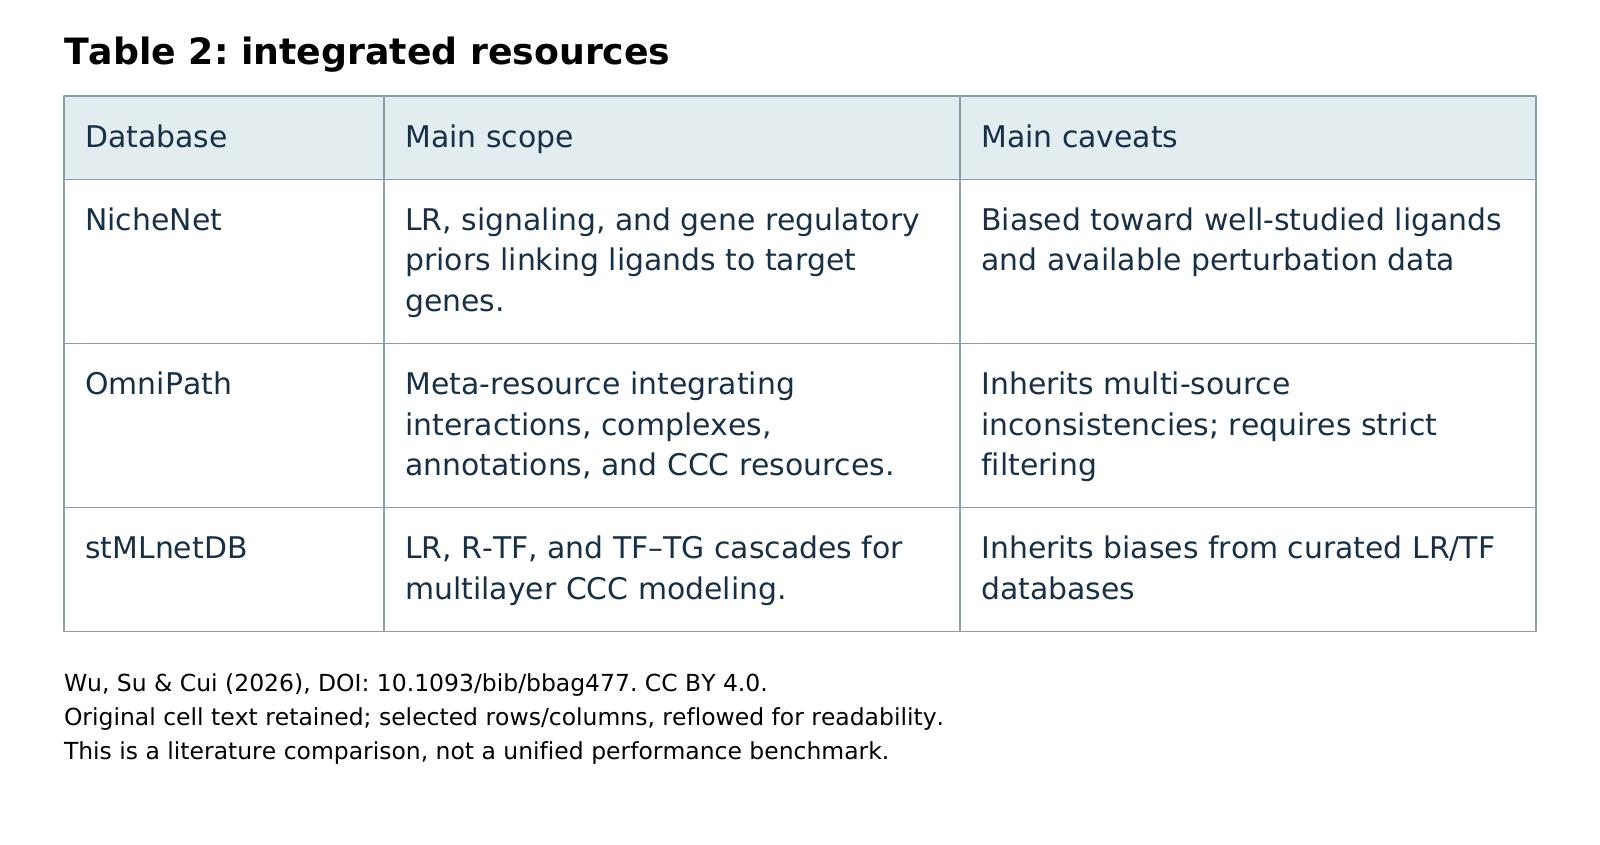 Table 2: integrated resources
Database
Main scope
Main caveats
NicheNet
LR, signaling, and gene regulatory
priors linking ligands to target
genes.
Biased toward well-studied ligands
and available perturbation data
OmniPath
Meta-resource integrating
interactions, complexes,
annotations, and CCC resources.
Inherits multi-source
inconsistencies; requires strict
filtering
stMLnetDB
LR, R-TF, and TF–TG cascades for
multilayer CCC modeling.
Inherits biases from curated LR/TF
databases
Wu, Su & Cui (2026), DOI: 10.1093/bib/bbag477. CC BY 4.0.
Original cell text retained; selected rows/columns, reflowed for readability.
This is a literature comparison, not a unified performance benchmark.